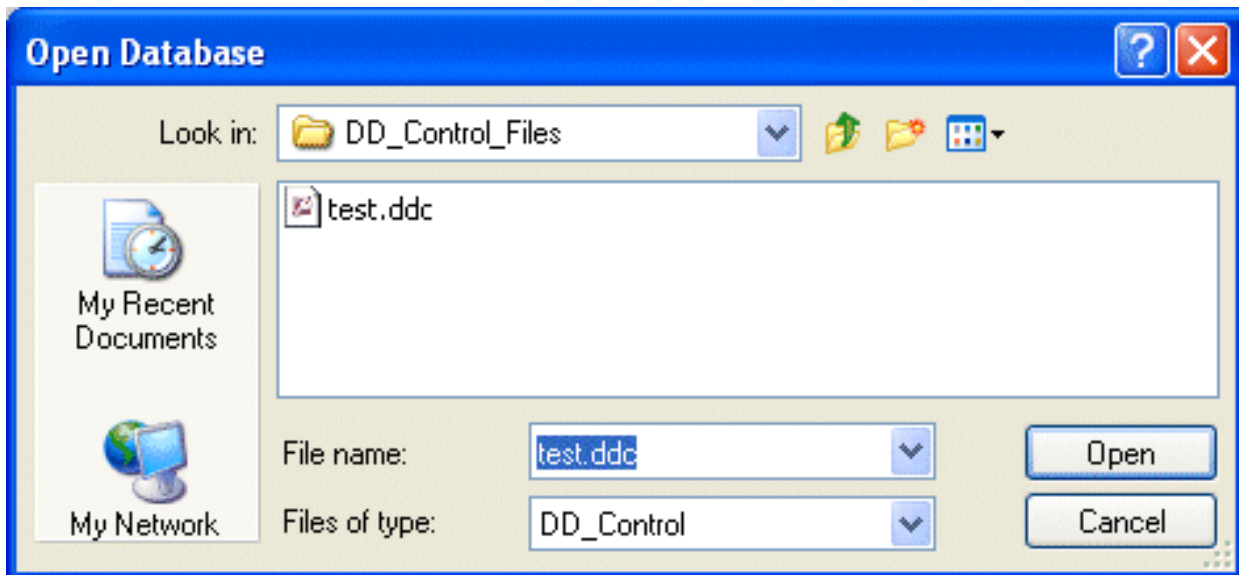 Open Database
Look in: DD_Control_Files
test.ddc
My Recent
Documents
My Network
File name: test.ddc Open
Files of type: DD_Control Cancel